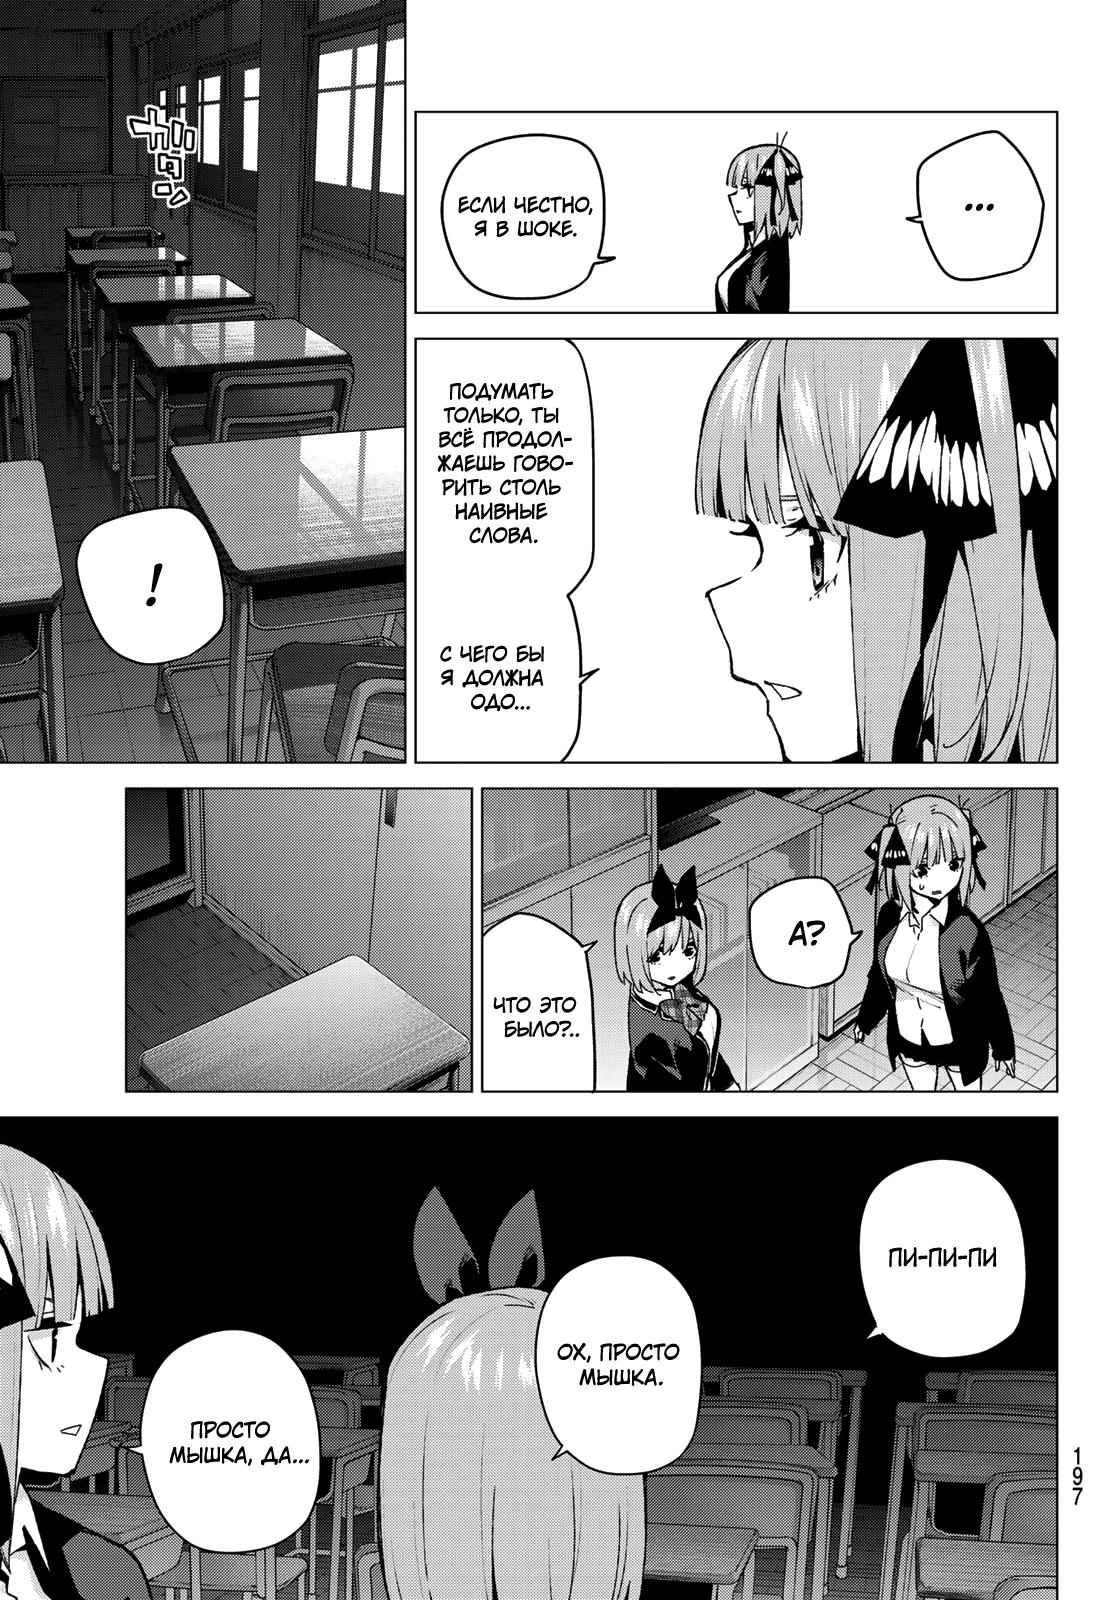 ...
ЕСЛИ ЧЕСТНО,
Я В ШОКЕ.
ПОДУМАТЬ
ТОЛЬКО, ТЫ
ВСЁ ПРОДОЛ-
ЖАЕШЬ ГОВО-
РИТЬ СТОЛЬ
НАИВНЫЕ
СЛОВА.
С ЧЕГО БЫ
Я ДОЛЖНА
ОДО...
!
А?
ЧТО ЭТО
БЫЛО?..
ПИ-ПИ-ПИ
ОХ, ПРОСТО
МЫШКА.
ПРОСТО
МЫШКА, ДА...
197